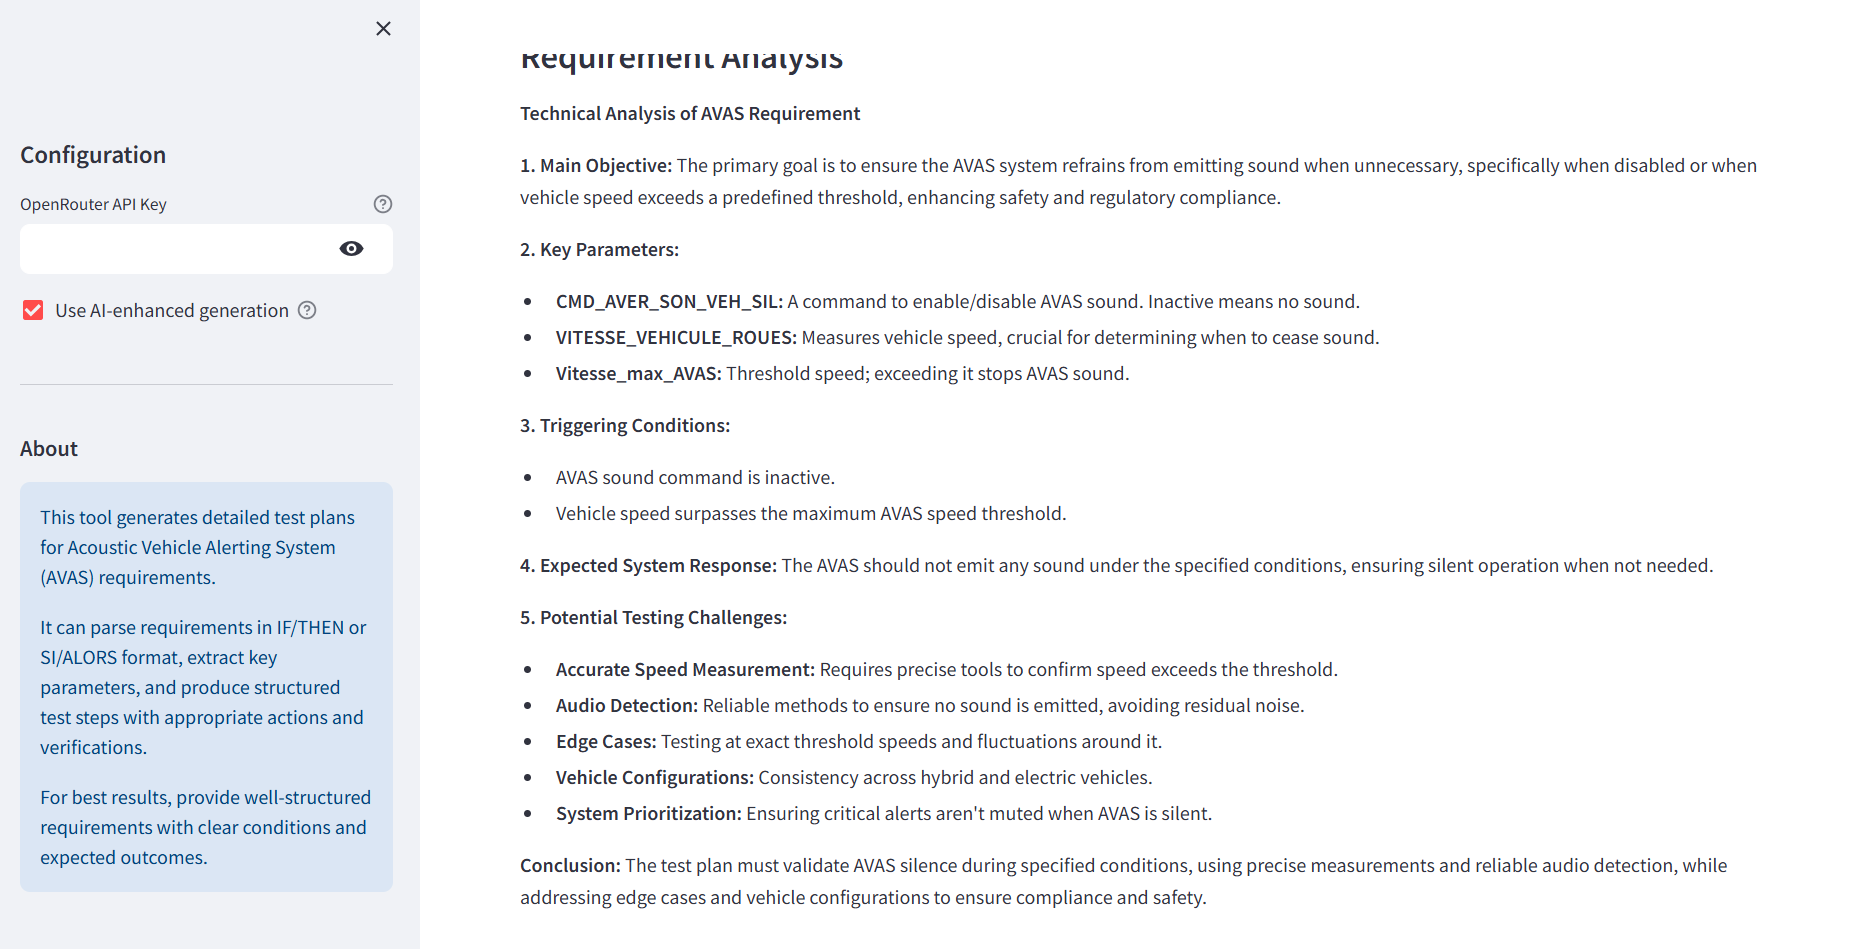 Configuration
OpenRouter API Key
Use AI-enhanced generation
About
This tool generates detailed test plans
for Acoustic Vehicle Alerting System
(AVAS) requirements.
It can parse requirements in IF/THEN or
SI/ALORS format, extract key
parameters, and produce structured
test steps with appropriate actions and
verifications.
For best results, provide well-structured
requirements with clear conditions and
expected outcomes.
Requirement Analysis
Technical Analysis of AVAS Requirement
1. Main Objective: The primary goal is to ensure the AVAS system refrains from emitting sound when unnecessary, specifically when disabled or when
vehicle speed exceeds a predefined threshold, enhancing safety and regulatory compliance.
2. Key Parameters:
• CMD_AVER_SON_VEH_SIL: A command to enable/disable AVAS sound. Inactive means no sound.
• VITESSE_VEHICULE_ROUES: Measures vehicle speed, crucial for determining when to cease sound.
• Vitesse_max_AVAS: Threshold speed; exceeding it stops AVAS sound.
3. Triggering Conditions:
• AVAS sound command is inactive.
• Vehicle speed surpasses the maximum AVAS speed threshold.
4. Expected System Response: The AVAS should not emit any sound under the specified conditions, ensuring silent operation when not needed.
5. Potential Testing Challenges:
• Accurate Speed Measurement: Requires precise tools to confirm speed exceeds the threshold.
• Audio Detection: Reliable methods to ensure no sound is emitted, avoiding residual noise.
• Edge Cases: Testing at exact threshold speeds and fluctuations around it.
• Vehicle Configurations: Consistency across hybrid and electric vehicles.
• System Prioritization: Ensuring critical alerts aren't muted when AVAS is silent.
Conclusion: The test plan must validate AVAS silence during specified conditions, using precise measurements and reliable audio detection, while
addressing edge cases and vehicle configurations to ensure compliance and safety.